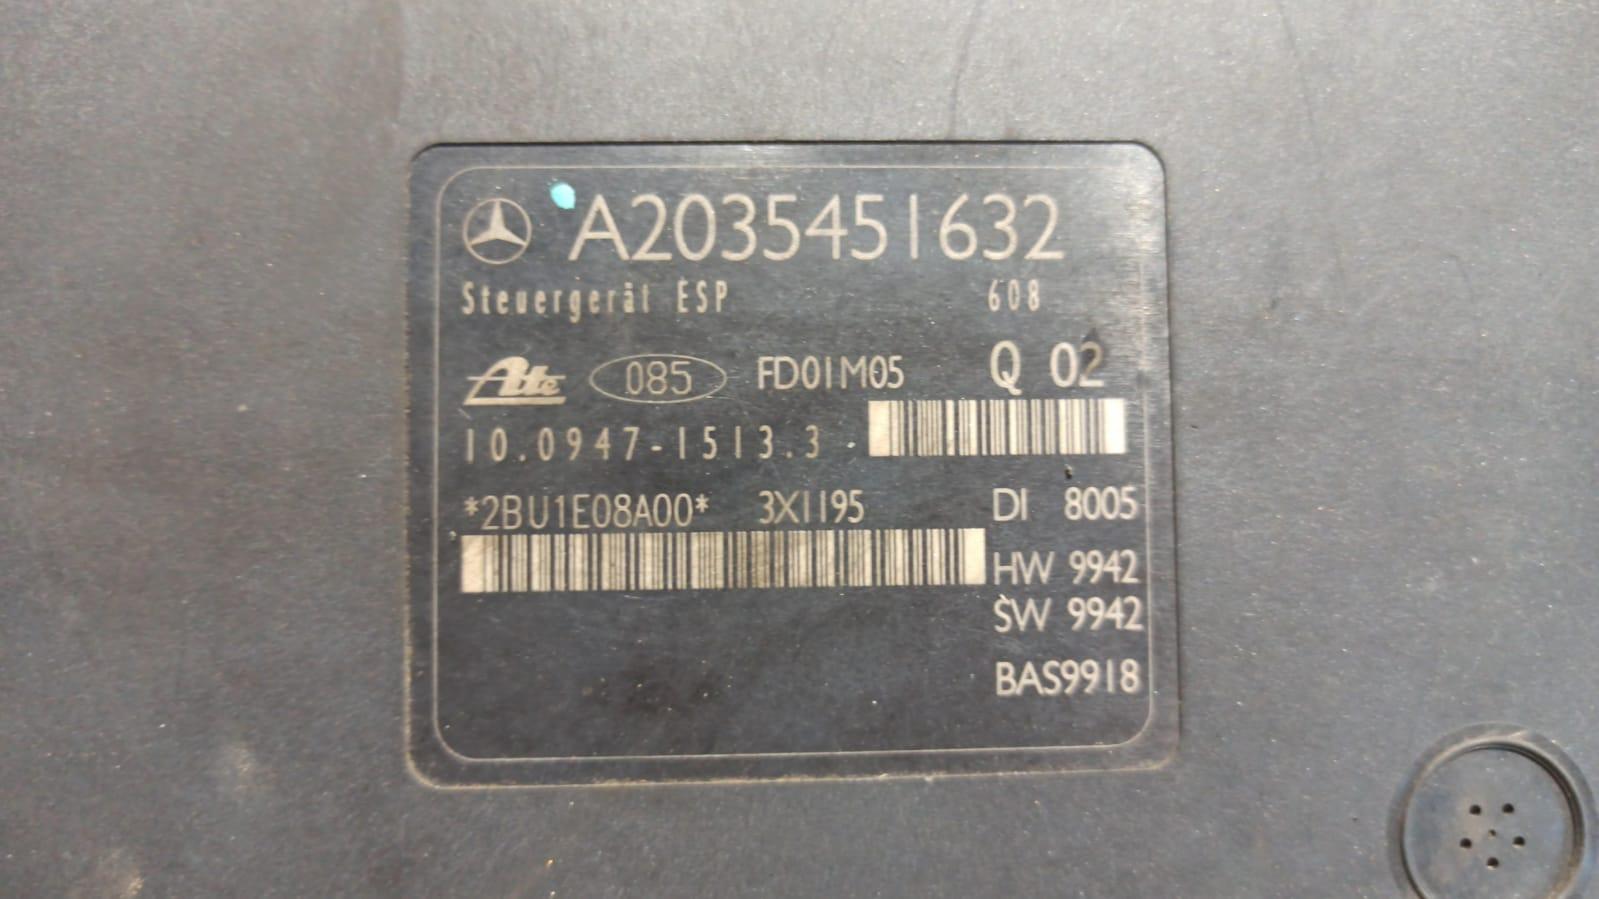 A2035451632
Steuergerät ESP 608
Ate 085 FD01M05 Q 02
10.0947-1513.3
*2BU1E08A00* 3X1195 DI 8005
HW 9942
SW 9942
BAS9918